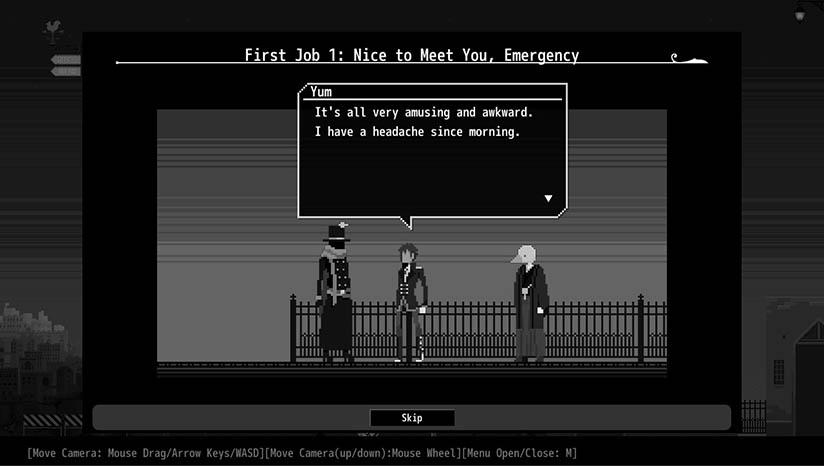 First Job 1: Nice to Meet You, Emergency
Yum
It's all very amusing and awkward.
I have a headache since morning.
Skip
[Move Camera: Mouse Drag/Arrow Keys/WASD][Move Camera(up/down):Mouse Wheel][Menu Open/Close: M]